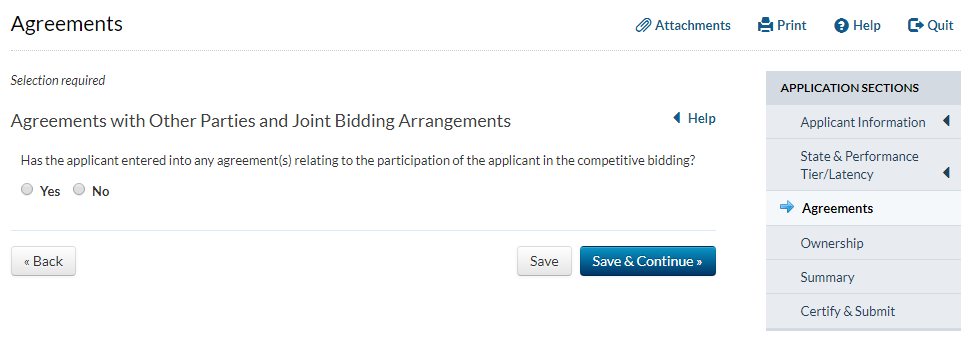 Agreements
Attachments
Print
Help
Quit
Selection required
Agreements with Other Parties and Joint Bidding Arrangements
Help
Has the applicant entered into any agreement(s) relating to the participation of the applicant in the competitive bidding?
Yes No
« Back
Save
Save & Continue »
APPLICATION SECTIONS
Applicant Information
State & Performance
Tier/Latency
Agreements
Ownership
Summary
Certify & Submit